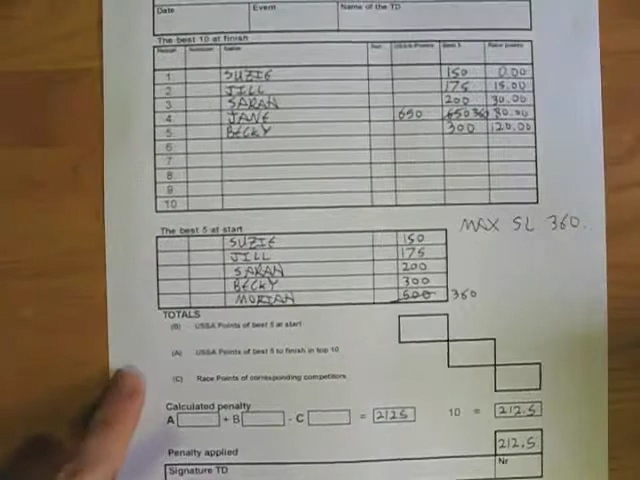 Date Event Name of the TD
The best 10 at finish
Number Name USSA Points Best 5 Race points
1 SUZIE 150 0.00
2 JILL 175 15.00
3 SARAH 200 30.00
4 JANE 650 650 360 80.00
5 BECKY 300 120.00
6
7
8
9
10
MAX SL 360.
The best 5 at start
SUZIE 150
JILL 175
SARAH 200
BECKY 300
MORIAH 500 360
TOTALS
(B) USSA Points of best 5 at start
(A) USSA Points of best 5 to finish in top 10
(C) Race Points of corresponding competitors
Calculated penalty
A + B - C = 2125 10 = 212.5
Penalty applied 212.5
Signature TD Nr